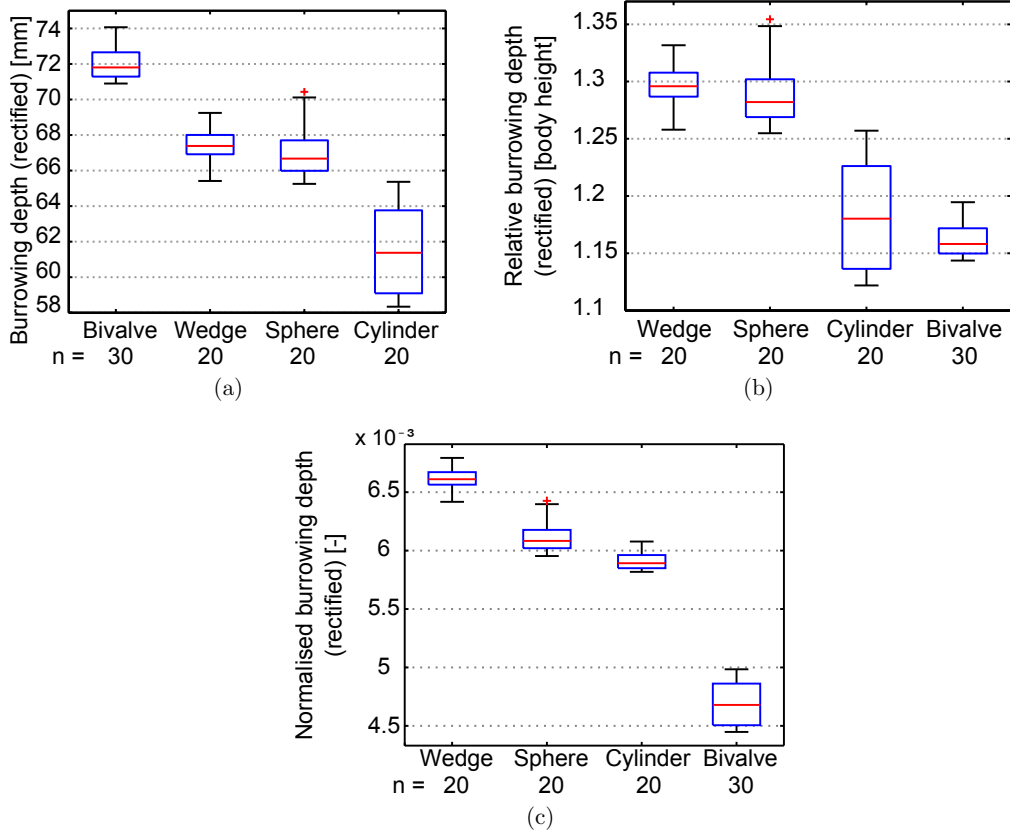 Burrowing depth (rectified) [mm]
74
72
70
68
66
64
62
60
58
Bivalve Wedge Sphere Cylinder
n = 30 20 20 20
(a)
Relative burrowing depth
(rectified) [body height]
1.35
1.3
1.25
1.2
1.15
1.1
Wedge Sphere Cylinder Bivalve
n = 20 20 20 30
(b)
Normalised burrowing depth
(rectified) [-]
x 10⁻³
6.5
6
5.5
5
4.5
Wedge Sphere Cylinder Bivalve
n = 20 20 20 30
(c)